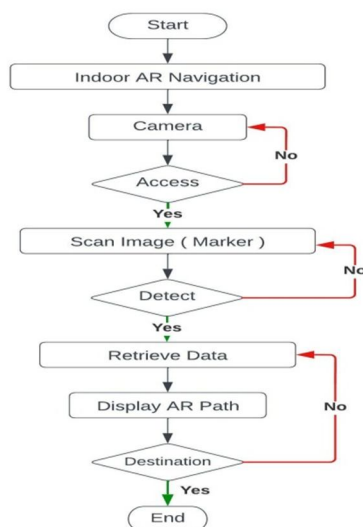 Start
Indoor AR Navigation
Camera
No
Access
Yes
Scan Image ( Marker )
No
Detect
Yes
Retrieve Data
Display AR Path
No
Destination
Yes
End